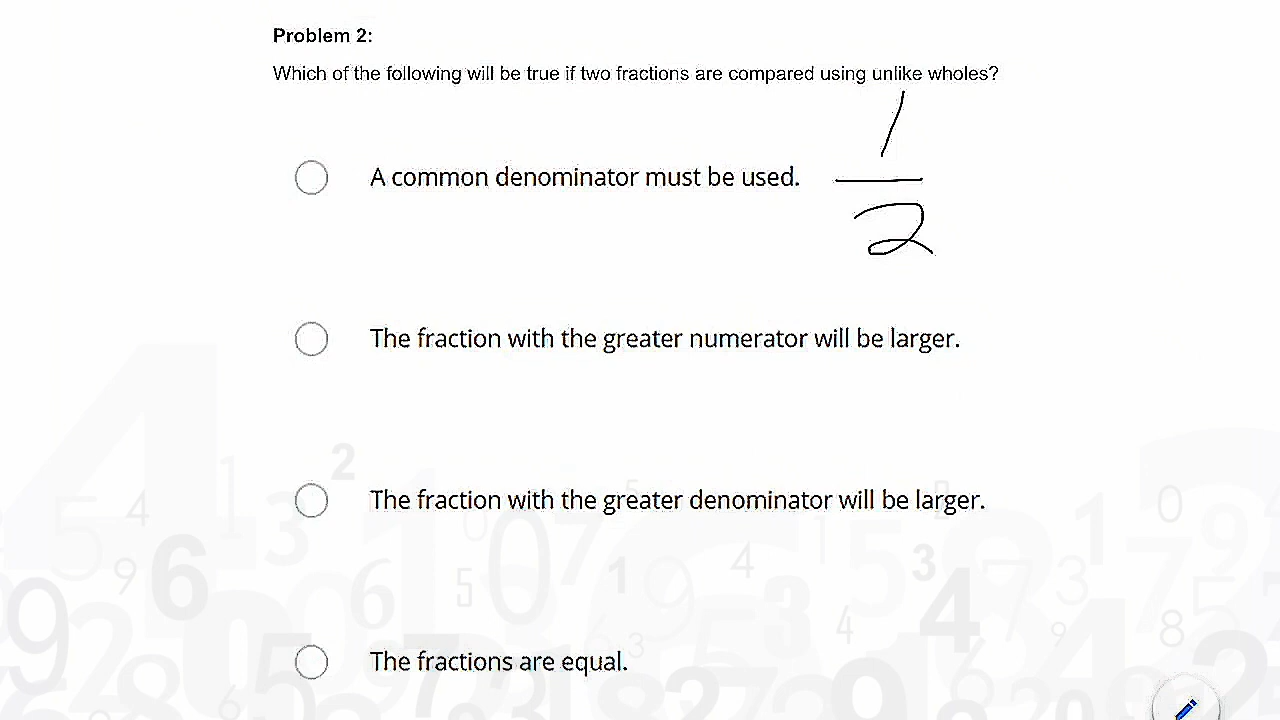 Problem 2:
Which of the following will be true if two fractions are compared using unlike wholes?
1
2
A common denominator must be used.
The fraction with the greater numerator will be larger.
The fraction with the greater denominator will be larger.
The fractions are equal.